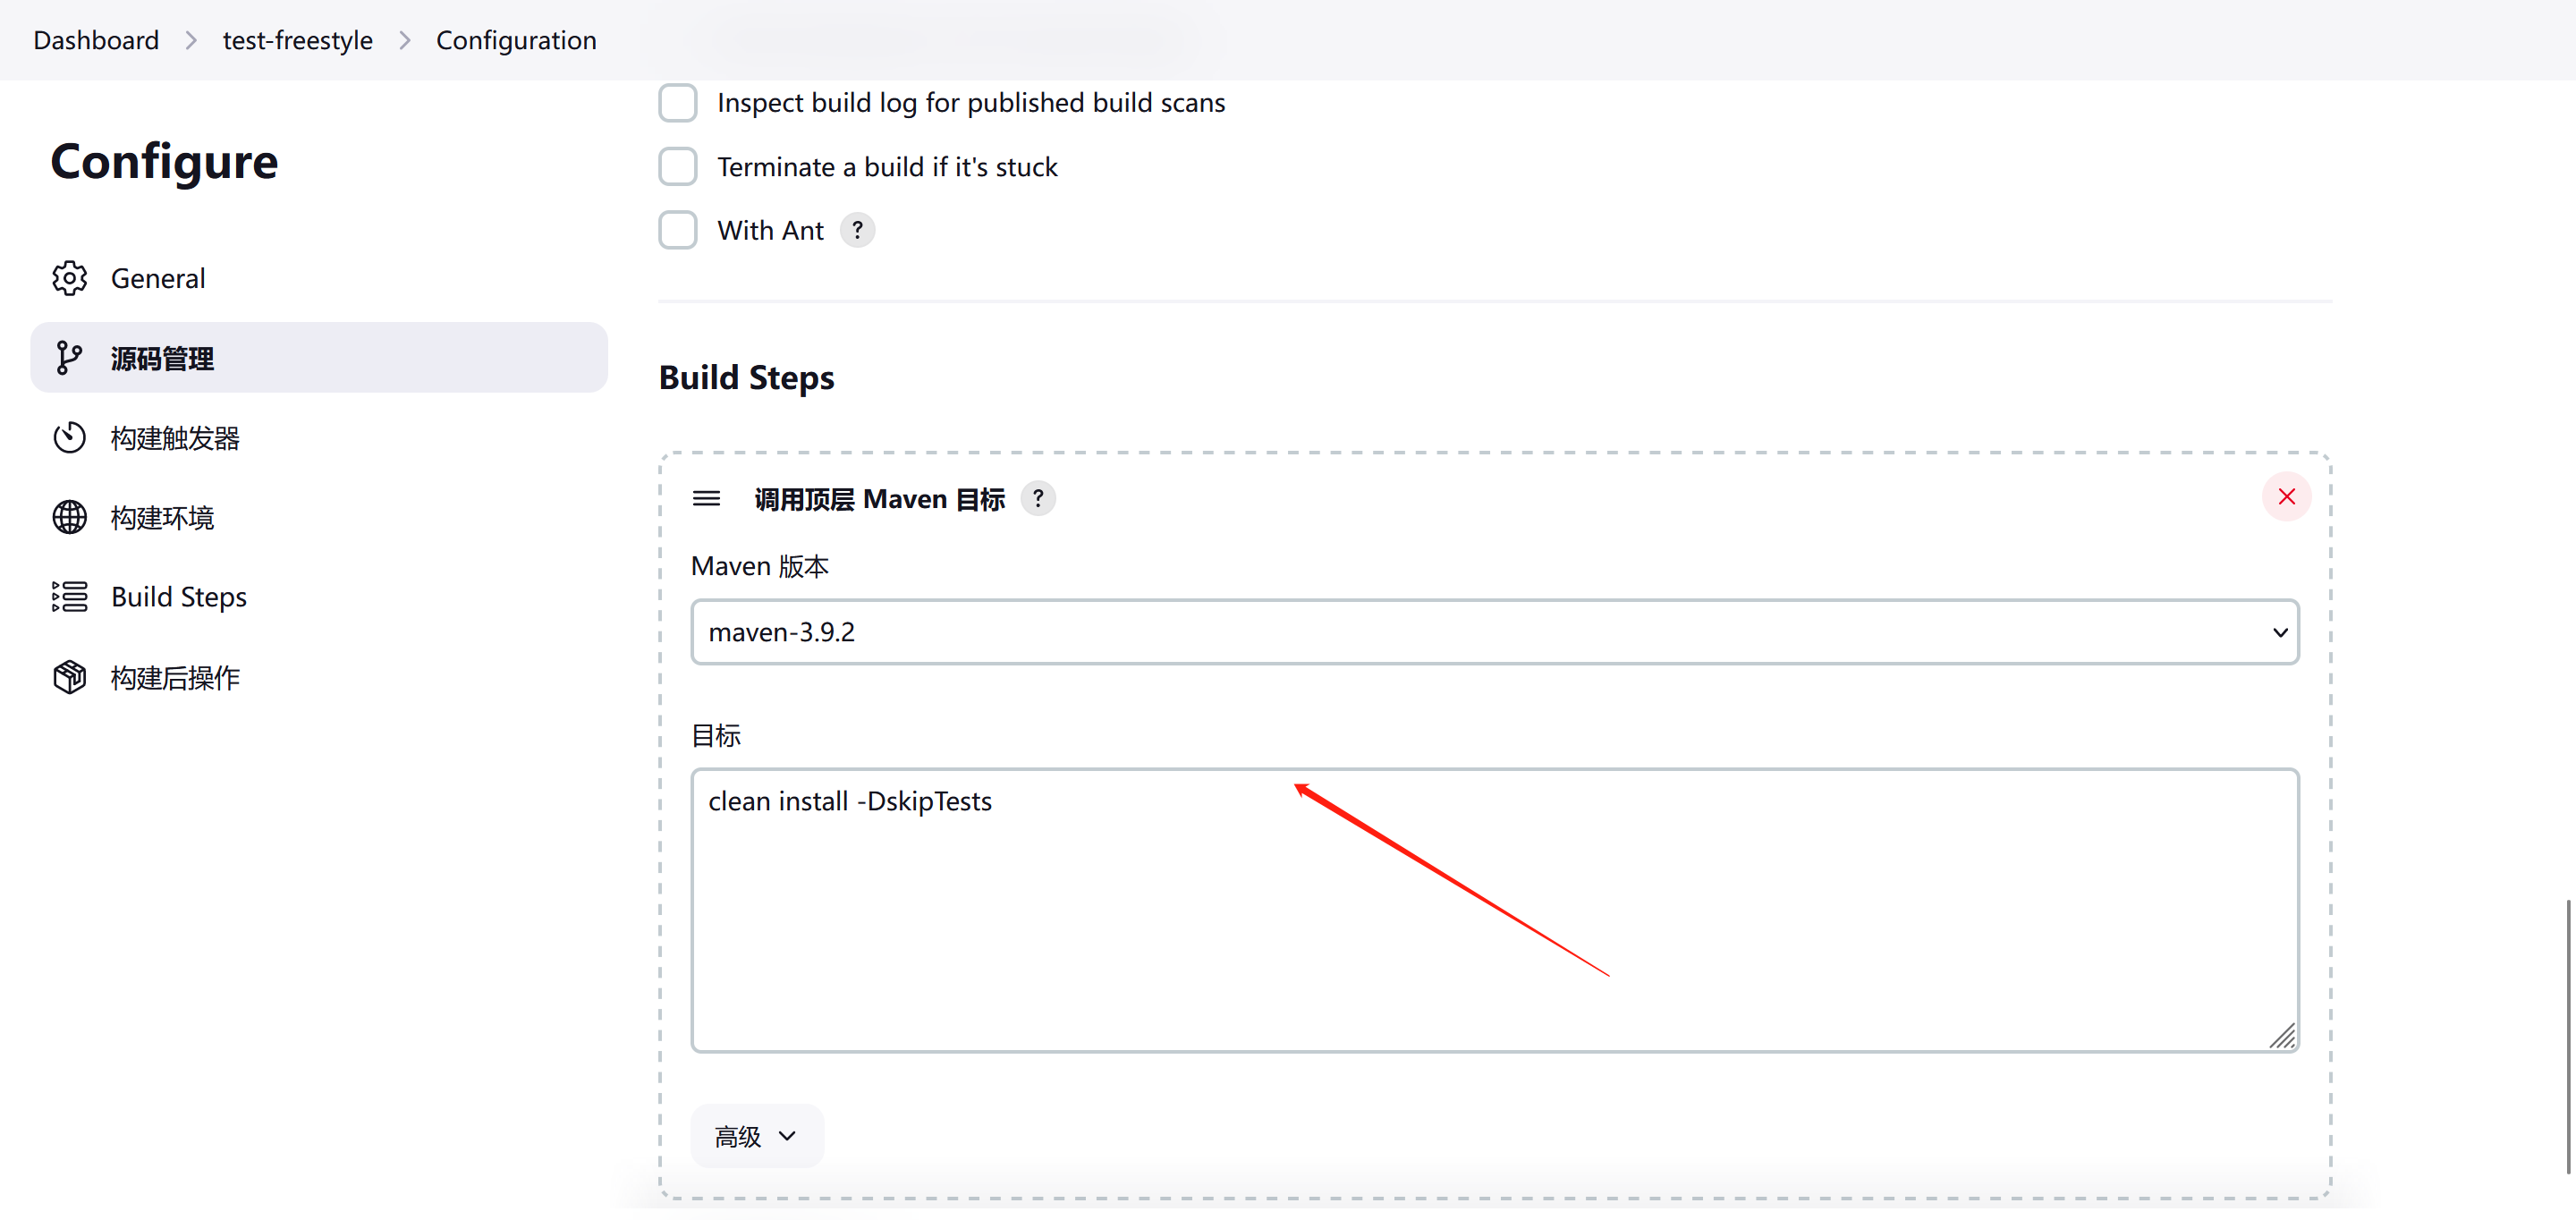 Dashboard > test-freestyle > Configuration
Configure
General
源码管理
构建触发器
构建环境
Build Steps
构建后操作
Inspect build log for published build scans
Terminate a build if it's stuck
With Ant ?
Build Steps
调用顶层 Maven 目标 ?
Maven 版本
maven-3.9.2
目标
clean install -DskipTests
高级